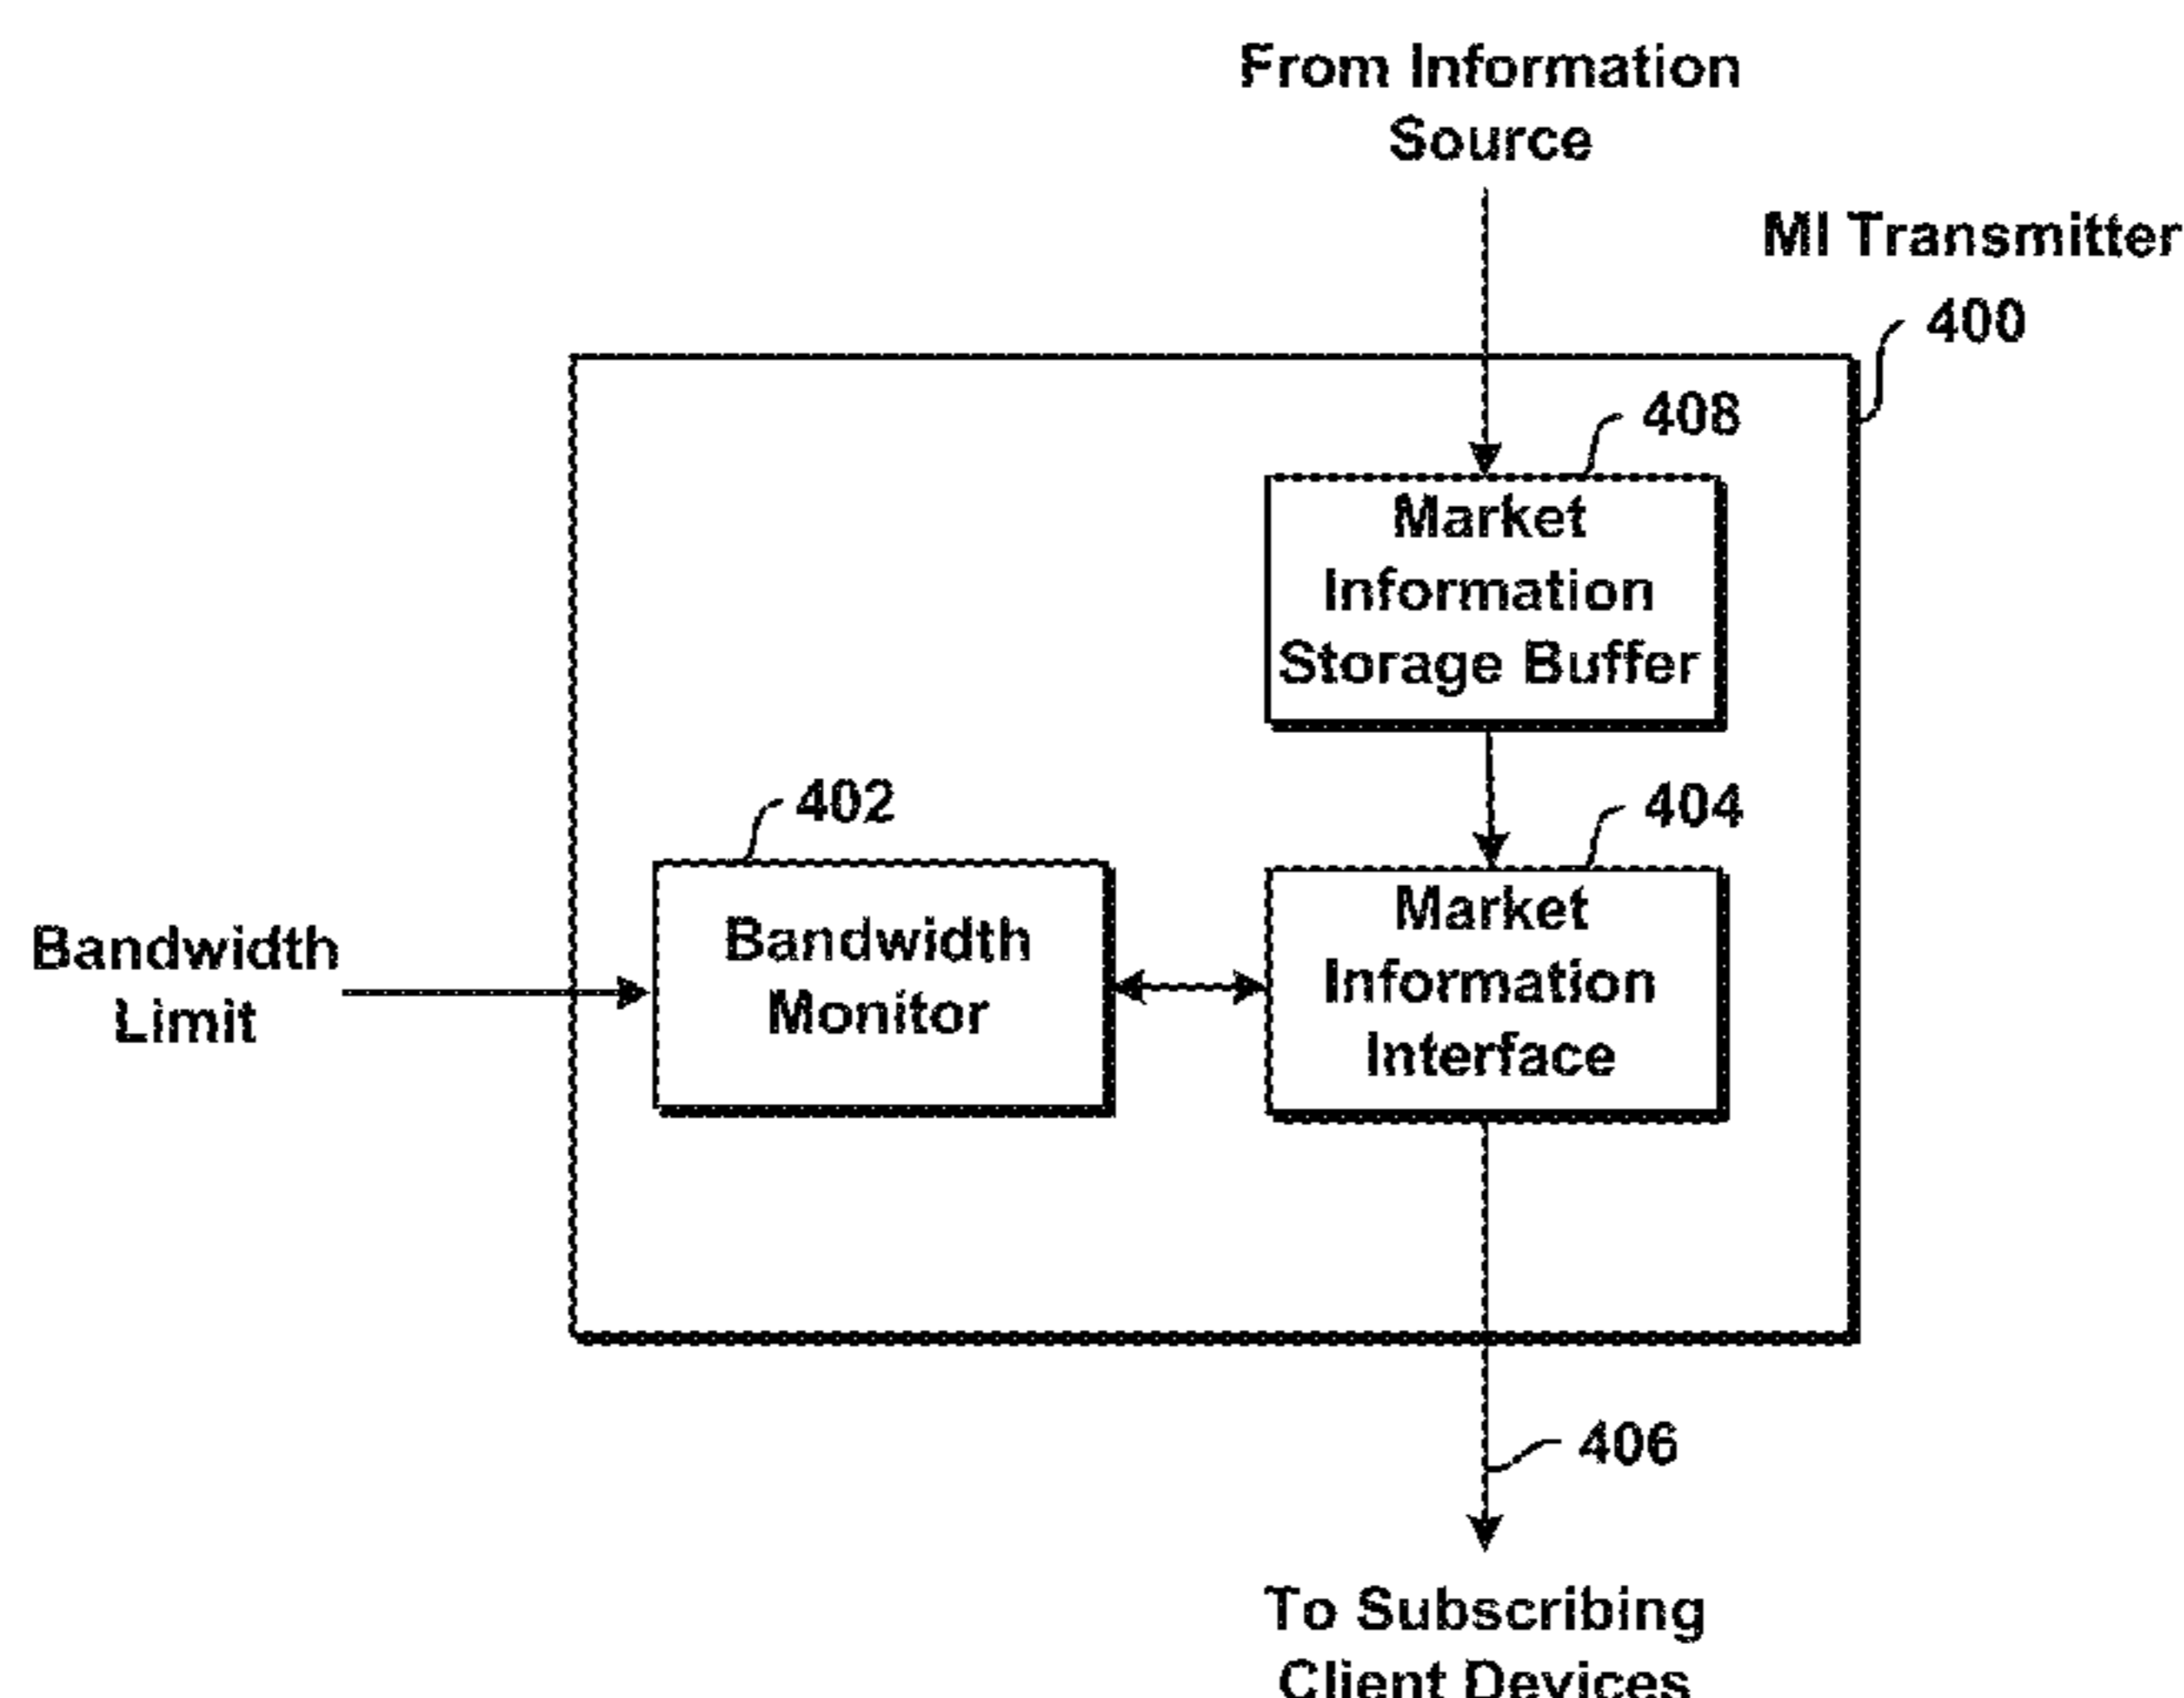 From Information
Source
MI Transmitter
400
408
Market
Information
Storage Buffer
402
404
Bandwidth
Limit
Bandwidth
Monitor
Market
Information
Interface
406
To Subscribing
Client Devices